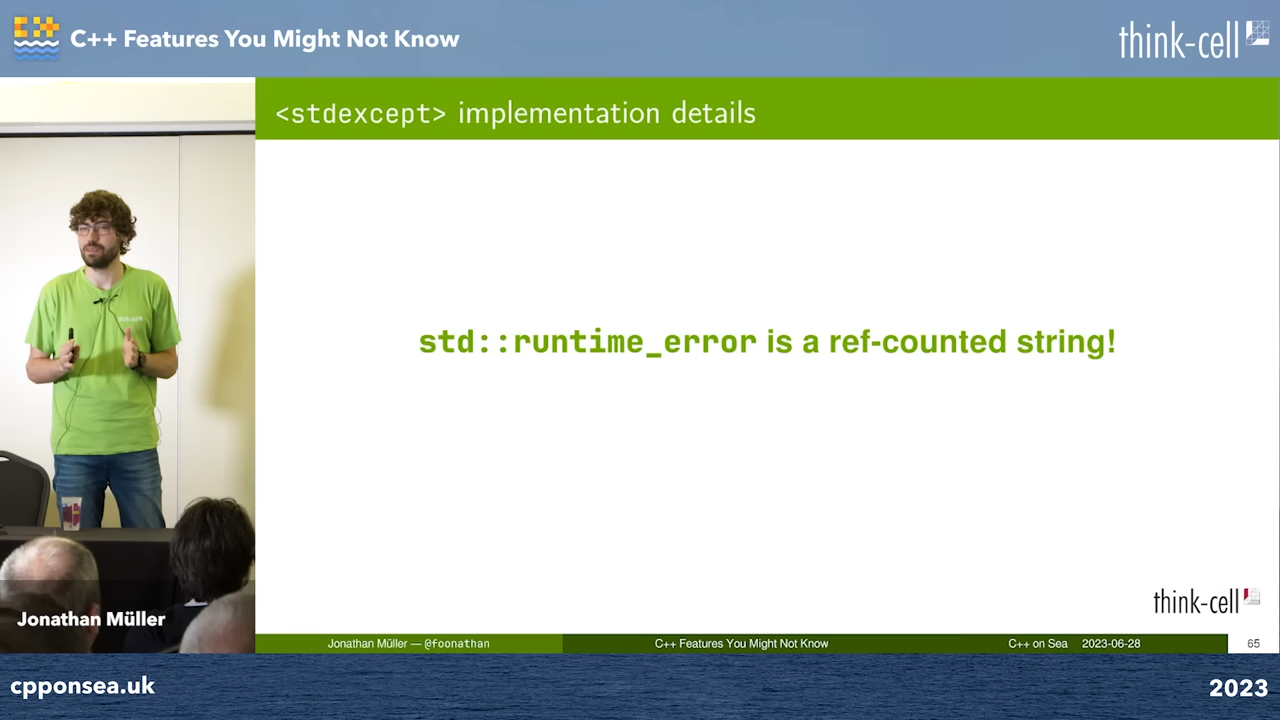 C++ Features You Might Not Know
think-cell
<stdexcept> implementation details
std::runtime_error is a ref-counted string!
think-cell
Jonathan Müller
Jonathan Müller — @foonathan
C++ Features You Might Not Know
C++ on Sea 2023-06-28
65
cpponsea.uk
2023